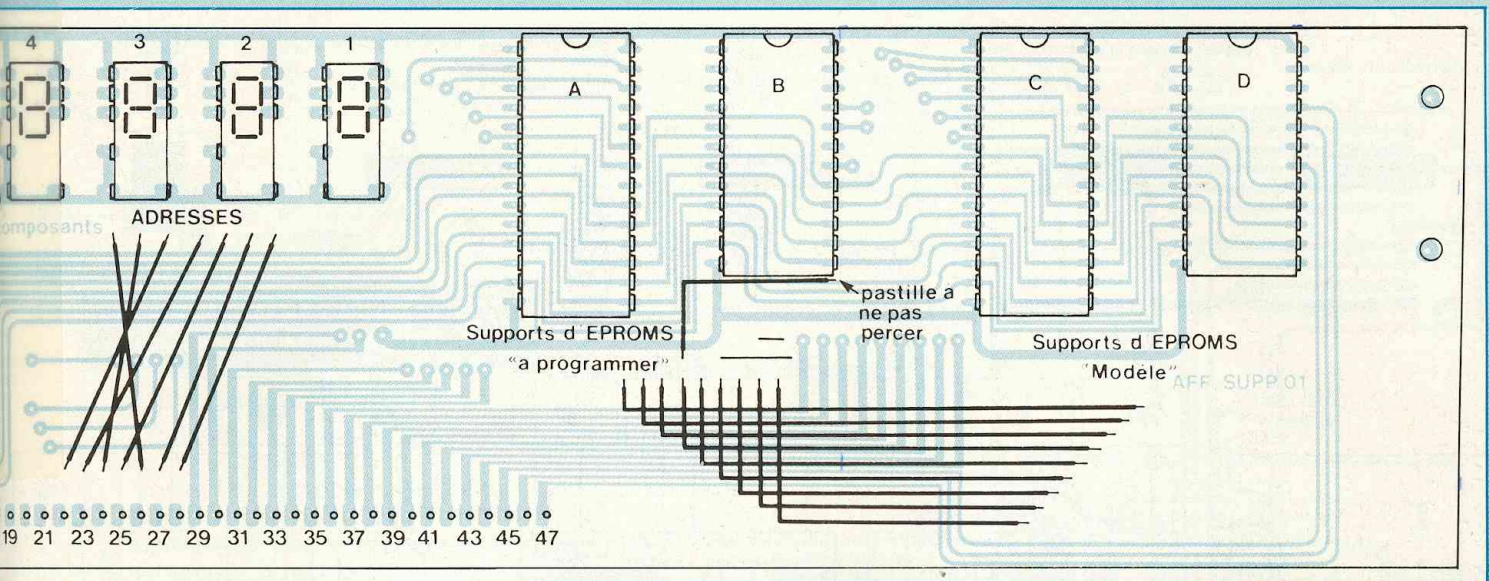 4 3 2 1
A B C D
ADRESSES
omposants
pastille a
ne pas
percer
Supports d EPROMS
"a programmer"
Supports d EPROMS
"Modéle"
AFF. SUPP.01
19 21 23 25 27 29 31 33 35 37 39 41 43 45 47